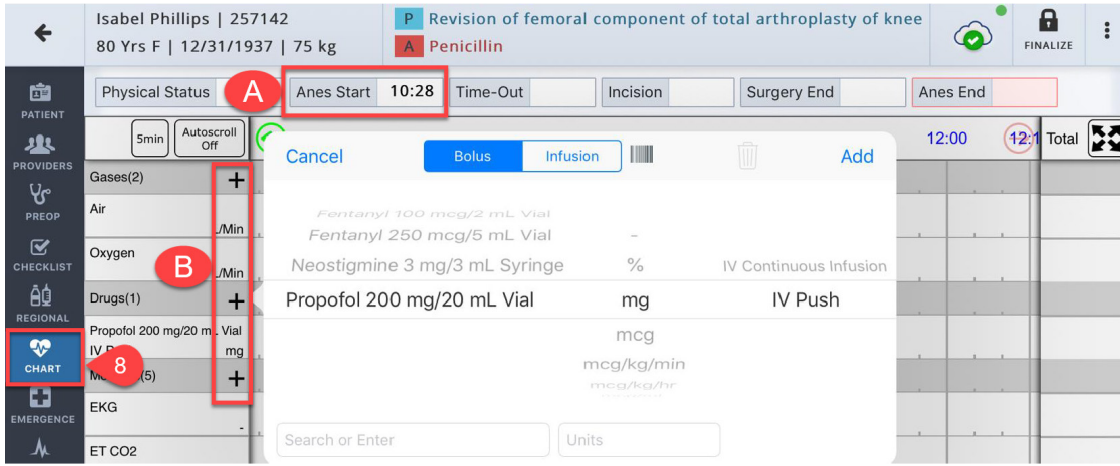 Isabel Phillips | 257142
80 Yrs F | 12/31/1937 | 75 kg
P Revision of femoral component of total arthroplasty of knee
A Penicillin
FINALIZE
Physical Status
A
Anes Start 10:28
Time-Out
Incision
Surgery End
Anes End
PATIENT
PROVIDERS
PREOP
CHECKLIST
REGIONAL
CHART
8
EMERGENCE
5min
Autoscroll
Off
12:00
Total
Gases(2) +
Air
/Min
Oxygen
B
/Min
Drugs(1) +
Propofol 200 mg/20 mL Vial
mg
(5) +
EKG
-
ET CO2
Cancel
Bolus
Infusion
Add
Fentanyl 100 mcg/2 mL Vial
Fentanyl 250 mcg/5 mL Vial -
Neostigmine 3 mg/3 mL Syringe % IV Continuous Infusion
Propofol 200 mg/20 mL Vial mg IV Push
mcg
mcg/kg/min
mcg/kg/hr
Search or Enter
Units